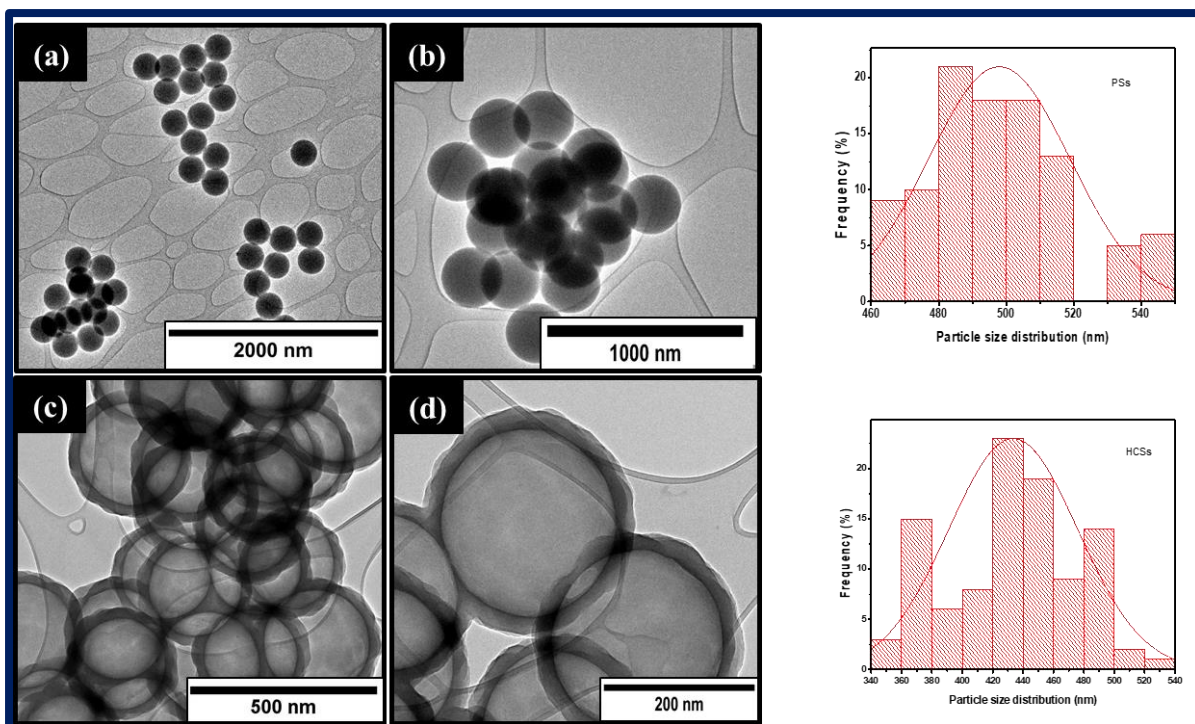 (a)
2000 nm
(b)
1000 nm
(c)
500 nm
(d)
200 nm
PSs
Frequency (%)
20
15
10
5
0
460 480 500 520 540
Particle size distribution (nm)
HCSs
Frequency (%)
20
15
10
5
0
340 360 380 400 420 440 460 480 500 520 540
Particle size distribution (nm)